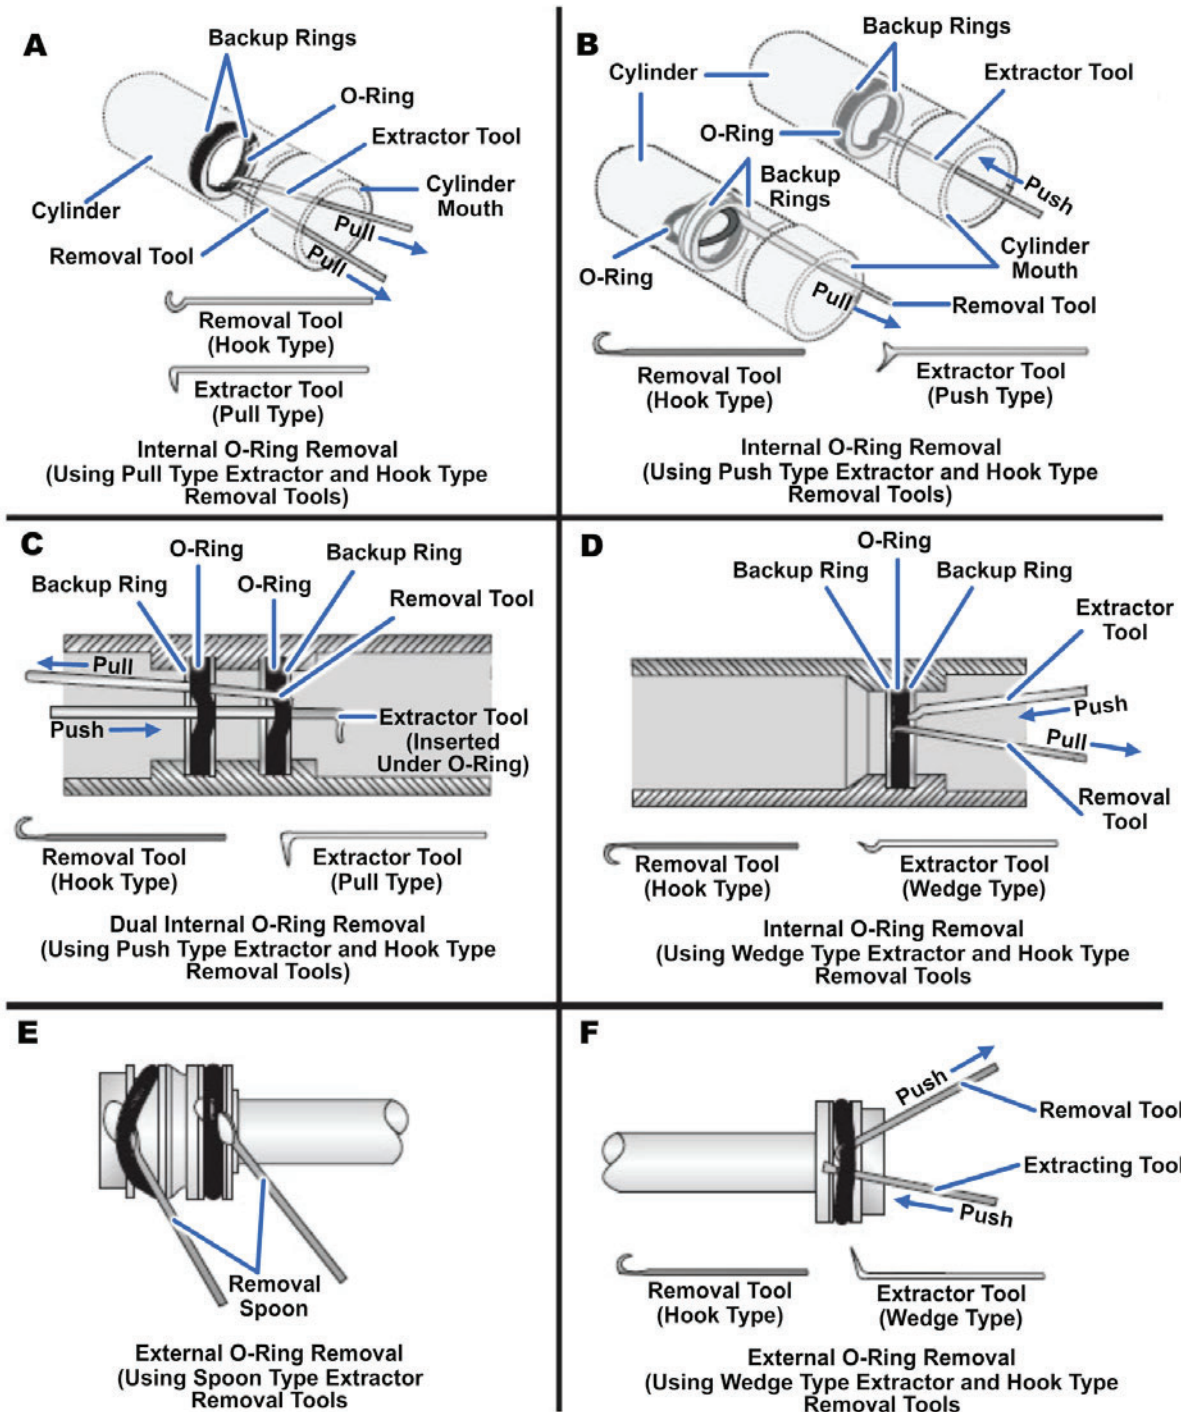 A
Backup Rings
O-Ring
Extractor Tool
Cylinder
Mouth
Cylinder
Removal Tool
Pull
Pull
Removal Tool
(Hook Type)
Extractor Tool
(Pull Type)
Internal O-Ring Removal
(Using Pull Type Extractor and Hook Type
Removal Tools)
B
Backup Rings
Cylinder
Extractor Tool
O-Ring
Push
Backup
Rings
O-Ring
Cylinder
Mouth
Pull
Removal Tool
Removal Tool
(Hook Type)
Extractor Tool
(Push Type)
Internal O-Ring Removal
(Using Push Type Extractor and Hook Type
Removal Tools)
C
O-Ring
Backup Ring
Backup Ring
O-Ring
Removal Tool
Pull
Push
Extractor Tool
(Inserted
Under O-Ring)
Removal Tool
(Hook Type)
Extractor Tool
(Pull Type)
Dual Internal O-Ring Removal
(Using Push Type Extractor and Hook Type
Removal Tools)
D
O-Ring
Backup Ring
Backup Ring
Extractor
Tool
Push
Pull
Removal
Tool
Removal Tool
(Hook Type)
Extractor Tool
(Wedge Type)
Internal O-Ring Removal
(Using Wedge Type Extractor and Hook Type
Removal Tools
E
Removal
Spoon
External O-Ring Removal
(Using Spoon Type Extractor
Removal Tools
F
Push
Removal Tool
Extracting Tool
Push
Removal Tool
(Hook Type)
Extractor Tool
(Wedge Type)
External O-Ring Removal
(Using Wedge Type Extractor and Hook Type
Removal Tools